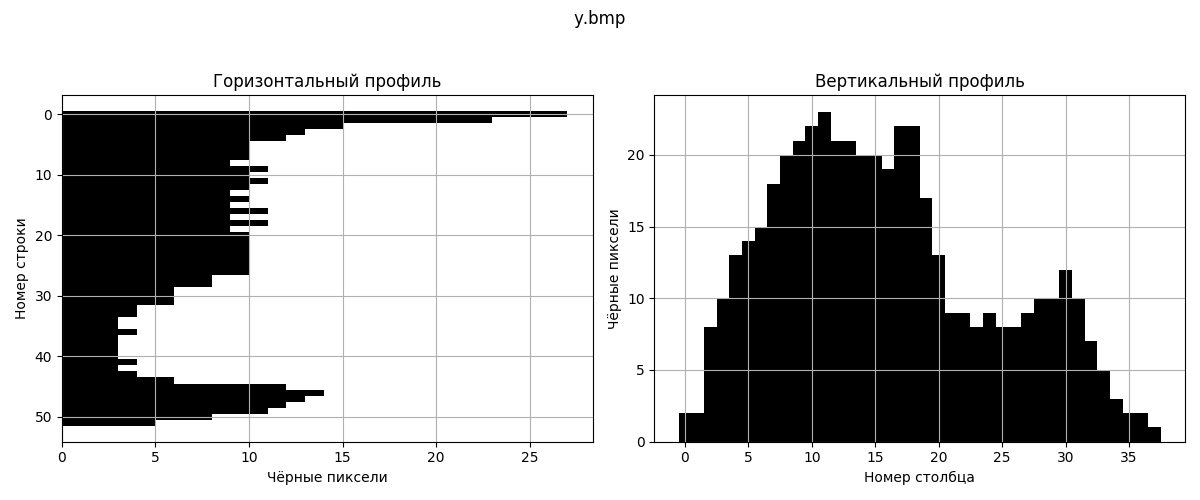 y.bmp
Горизонтальный профиль
Номер строки
0
10
20
30
40
50
0 5 10 15 20 25
Чёрные пиксели
Вертикальный профиль
Чёрные пиксели
20
15
10
5
0
0 5 10 15 20 25 30 35
Номер столбца